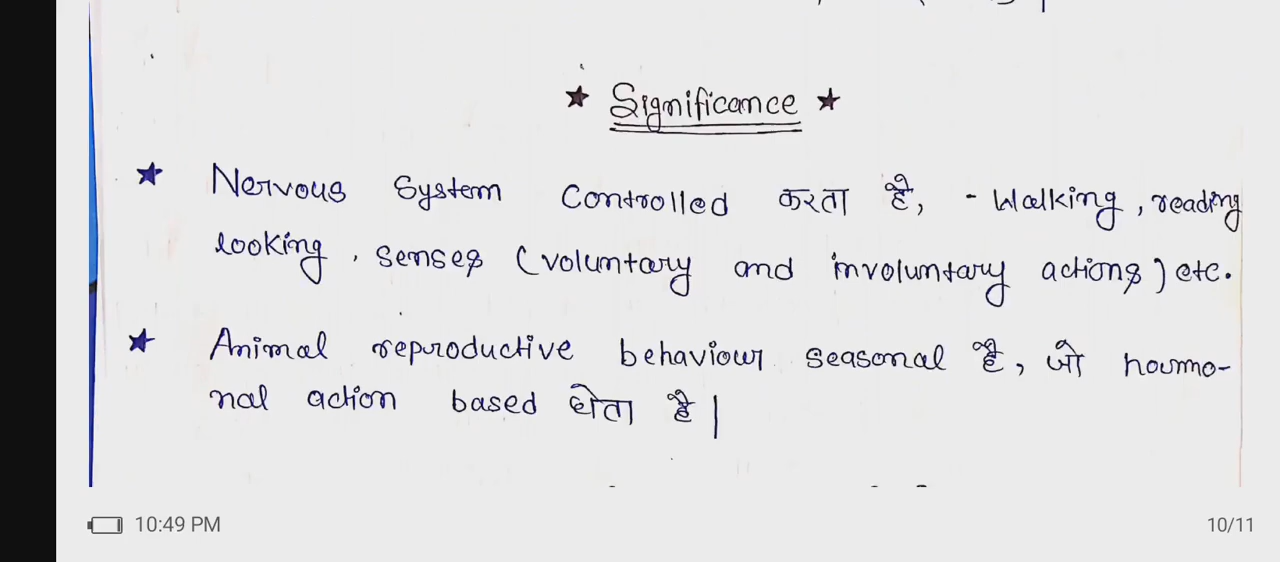 ★ Significance ★
★ Nervous System Controlled करता है, - Walking, reading
looking, senses (voluntary and involuntary actions) etc.
★ Animal reproductive behaviour seasonal है, जो hormo-
nal action based होता है |
10:49 PM 10/11